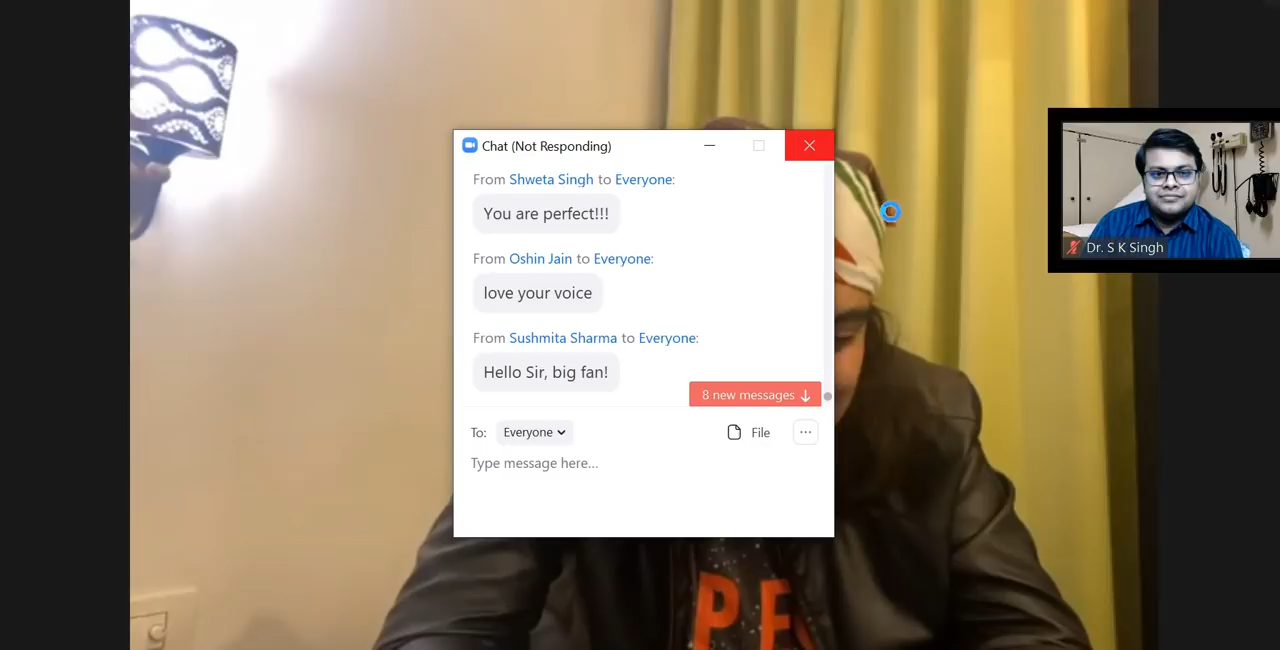 Chat (Not Responding)
From Shweta Singh to Everyone:
You are perfect!!!
From Oshin Jain to Everyone:
love your voice
From Sushmita Sharma to Everyone:
Hello Sir, big fan!
8 new messages
To: Everyone File
Type message here...
Dr. S K Singh
PE